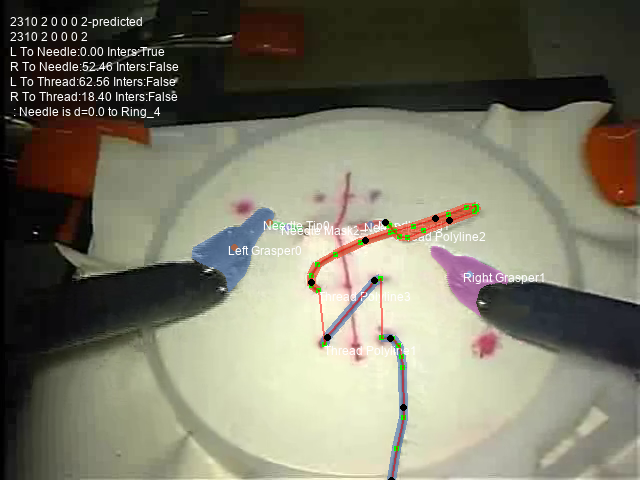 2310 2 0 0 0 2-predicted
2310 2 0 0 0 2
L To Needle:0.00 Inters:True
R To Needle:52.46 Inters:False
L To Thread:62.56 Inters:False
R To Thread:18.40 Inters:False
: Needle is d=0.0 to Ring_4
Needle Tip0
Needle Mask2
Polyline2
Left Grasper0
Right Grasper1
Thread Polyline3
Thread Polyline1